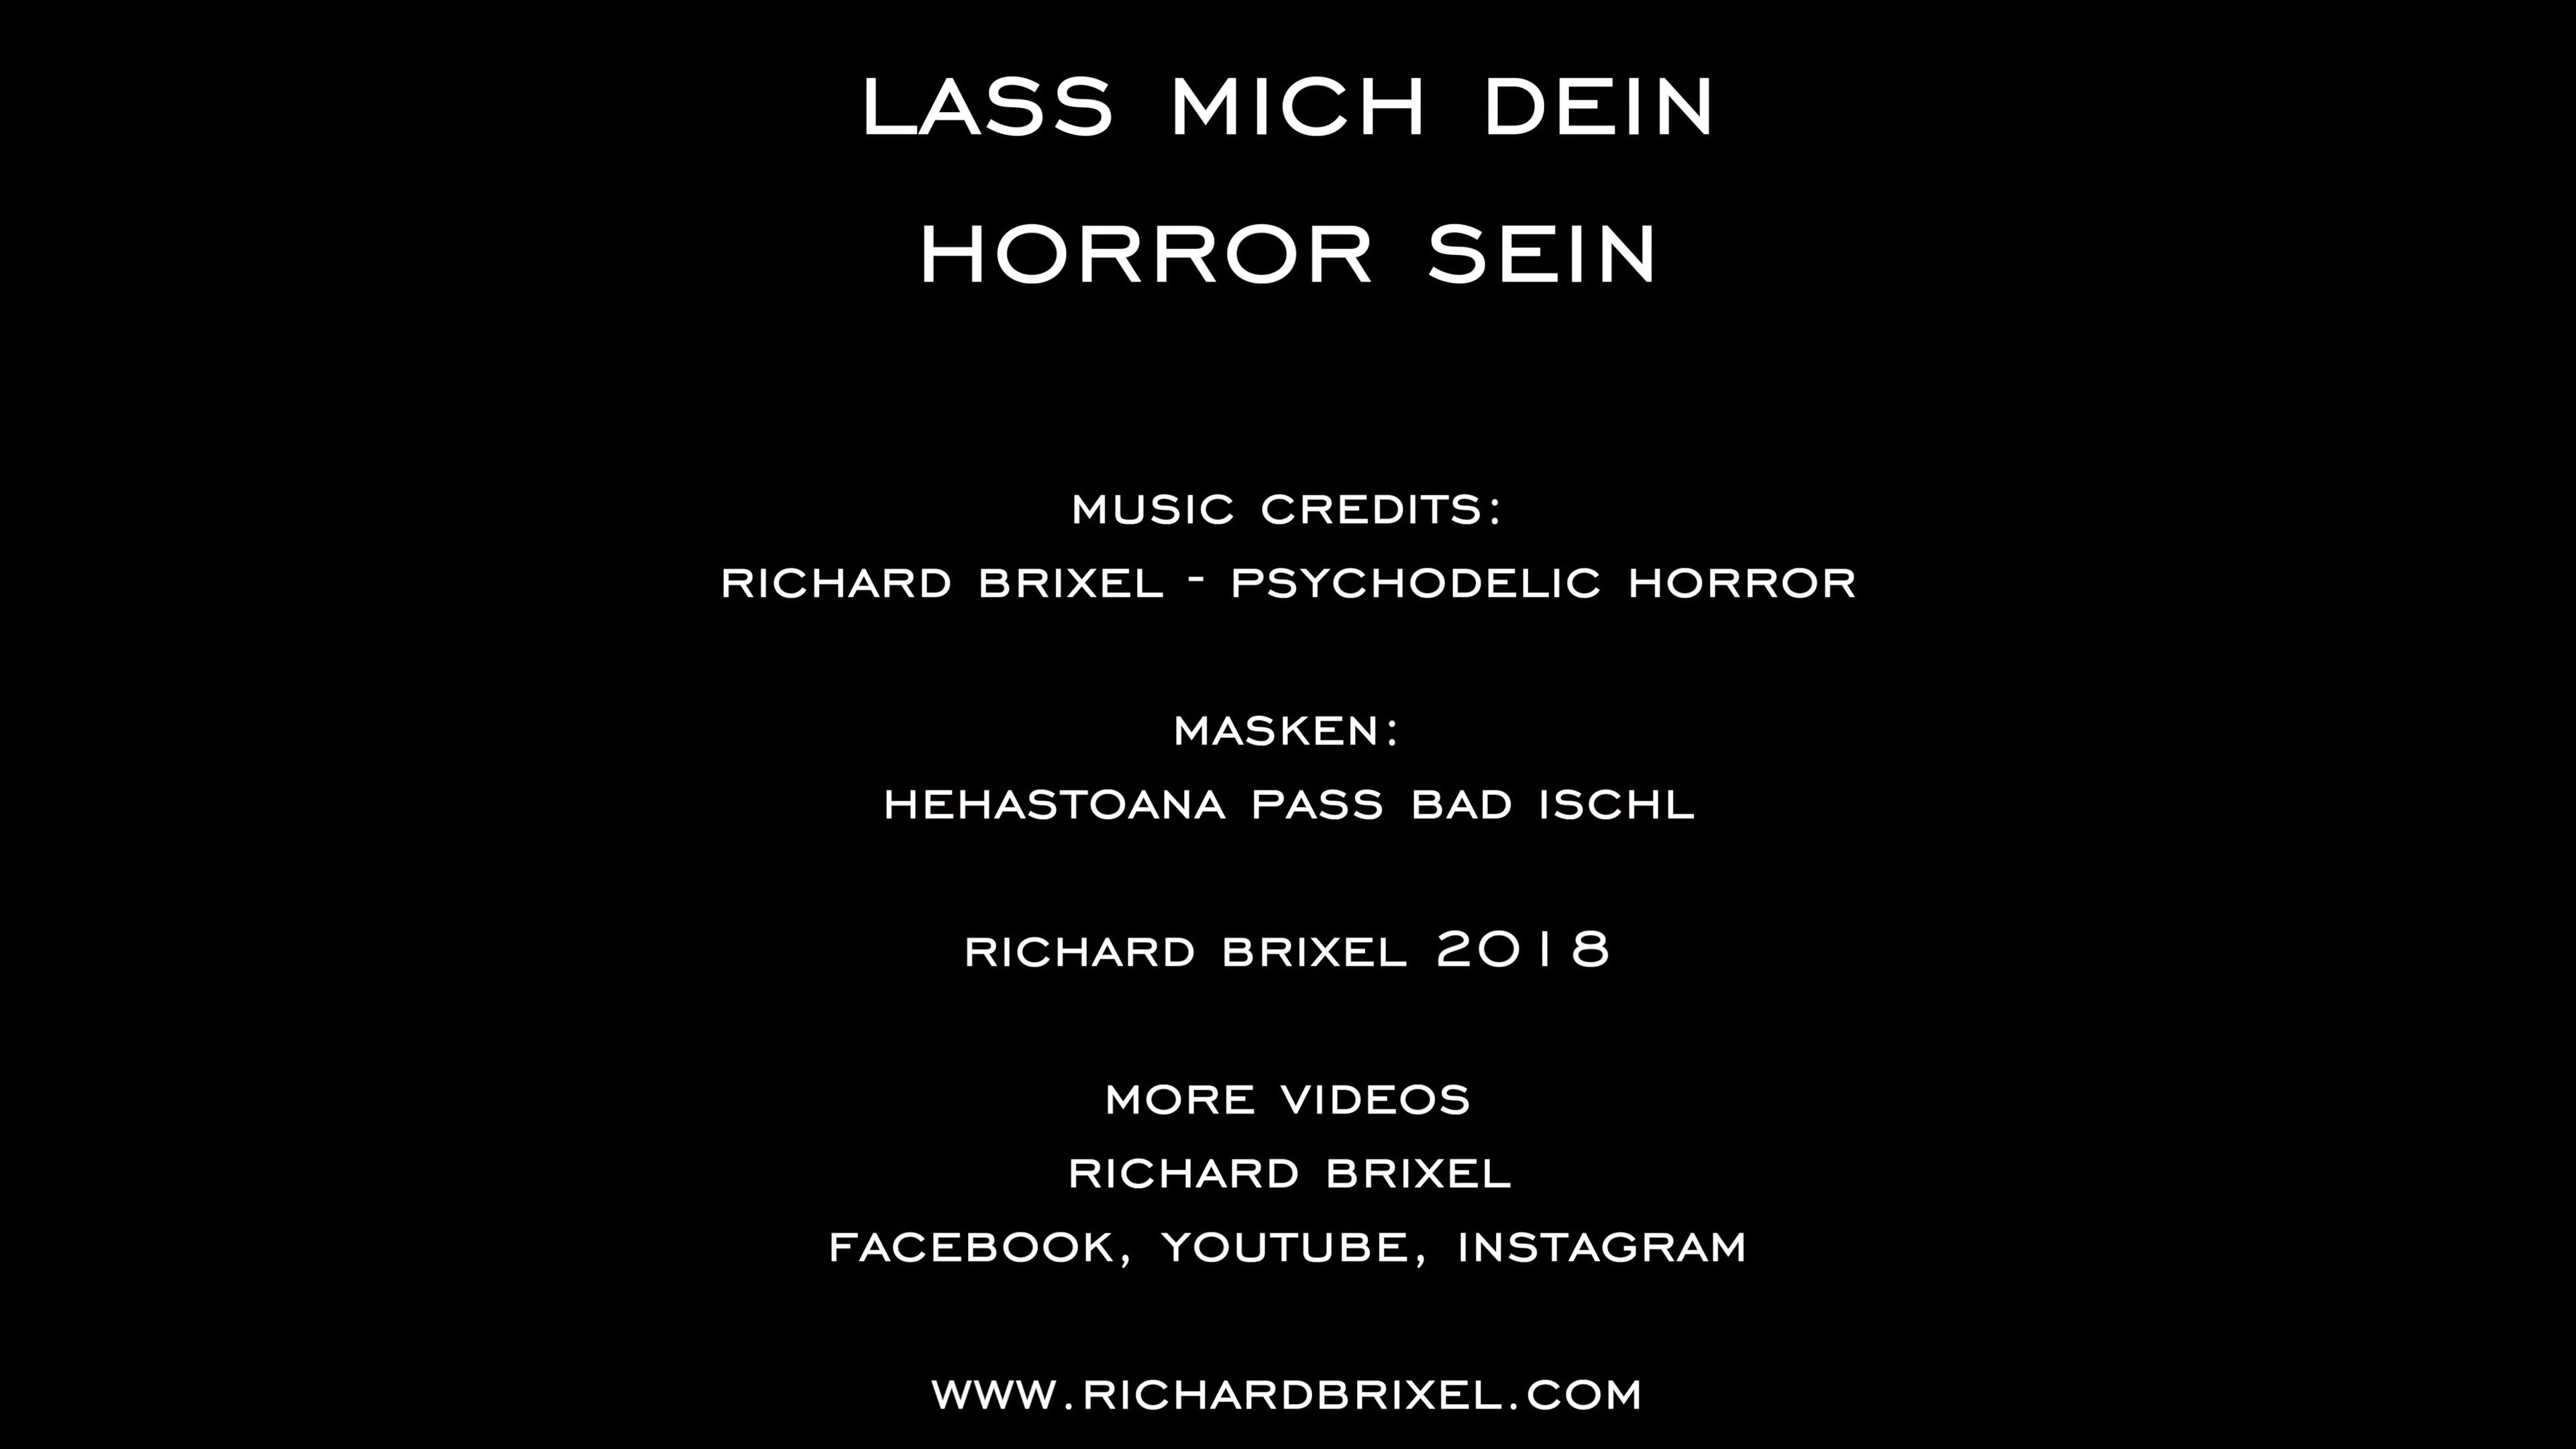 LASS MICH DEIN
HORROR SEIN
MUSIC CREDITS:
RICHARD BRIXEL - PSYCHODELIC HORROR
MASKEN:
HEHASTOANA PASS BAD ISCHL
RICHARD BRIXEL 2018
MORE VIDEOS
RICHARD BRIXEL
FACEBOOK, YOUTUBE, INSTAGRAM
WWW.RICHARDBRIXEL.COM